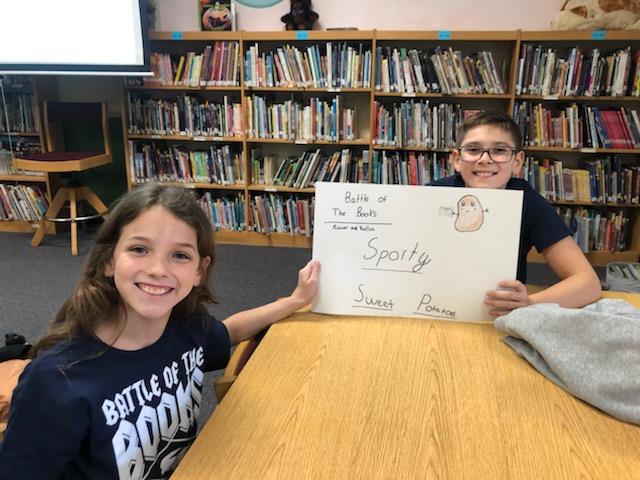 Battle of
The Books
Sporty
Sweet Potatoes
BATTLE OF THE
BOOKS